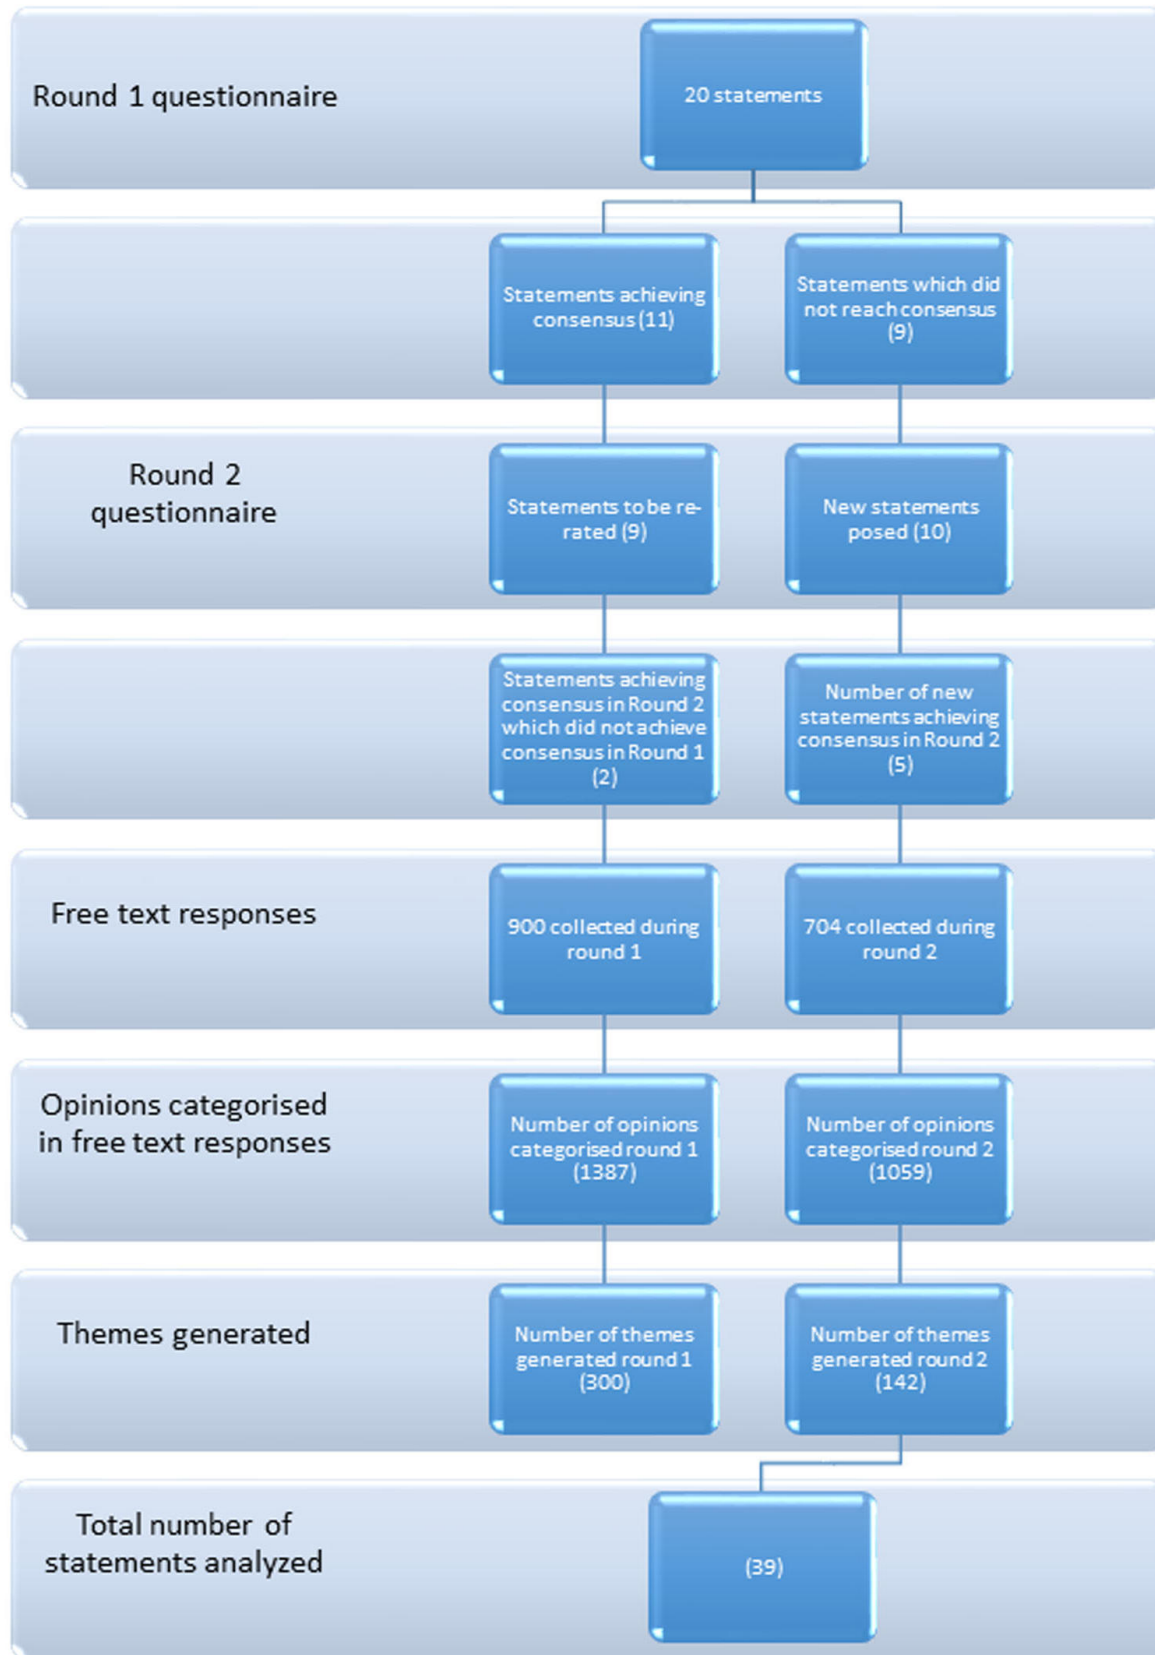 Round 1 questionnaire
20 statements
Statements achieving
consensus (11)
Statements which did
not reach consensus
(9)
Round 2
questionnaire
Statements to be re-
rated (9)
New statements
posed (10)
Statements achieving
consensus in Round 2
which did not achieve
consensus in Round 1
(2)
Number of new
statements achieving
consensus in Round 2
(5)
Free text responses
900 collected during
round 1
704 collected during
round 2
Opinions categorised
in free text responses
Number of opinions
categorised round 1
(1387)
Number of opinions
categorised round 2
(1059)
Themes generated
Number of themes
generated round 1
(300)
Number of themes
generated round 2
(142)
Total number of
statements analyzed
(39)